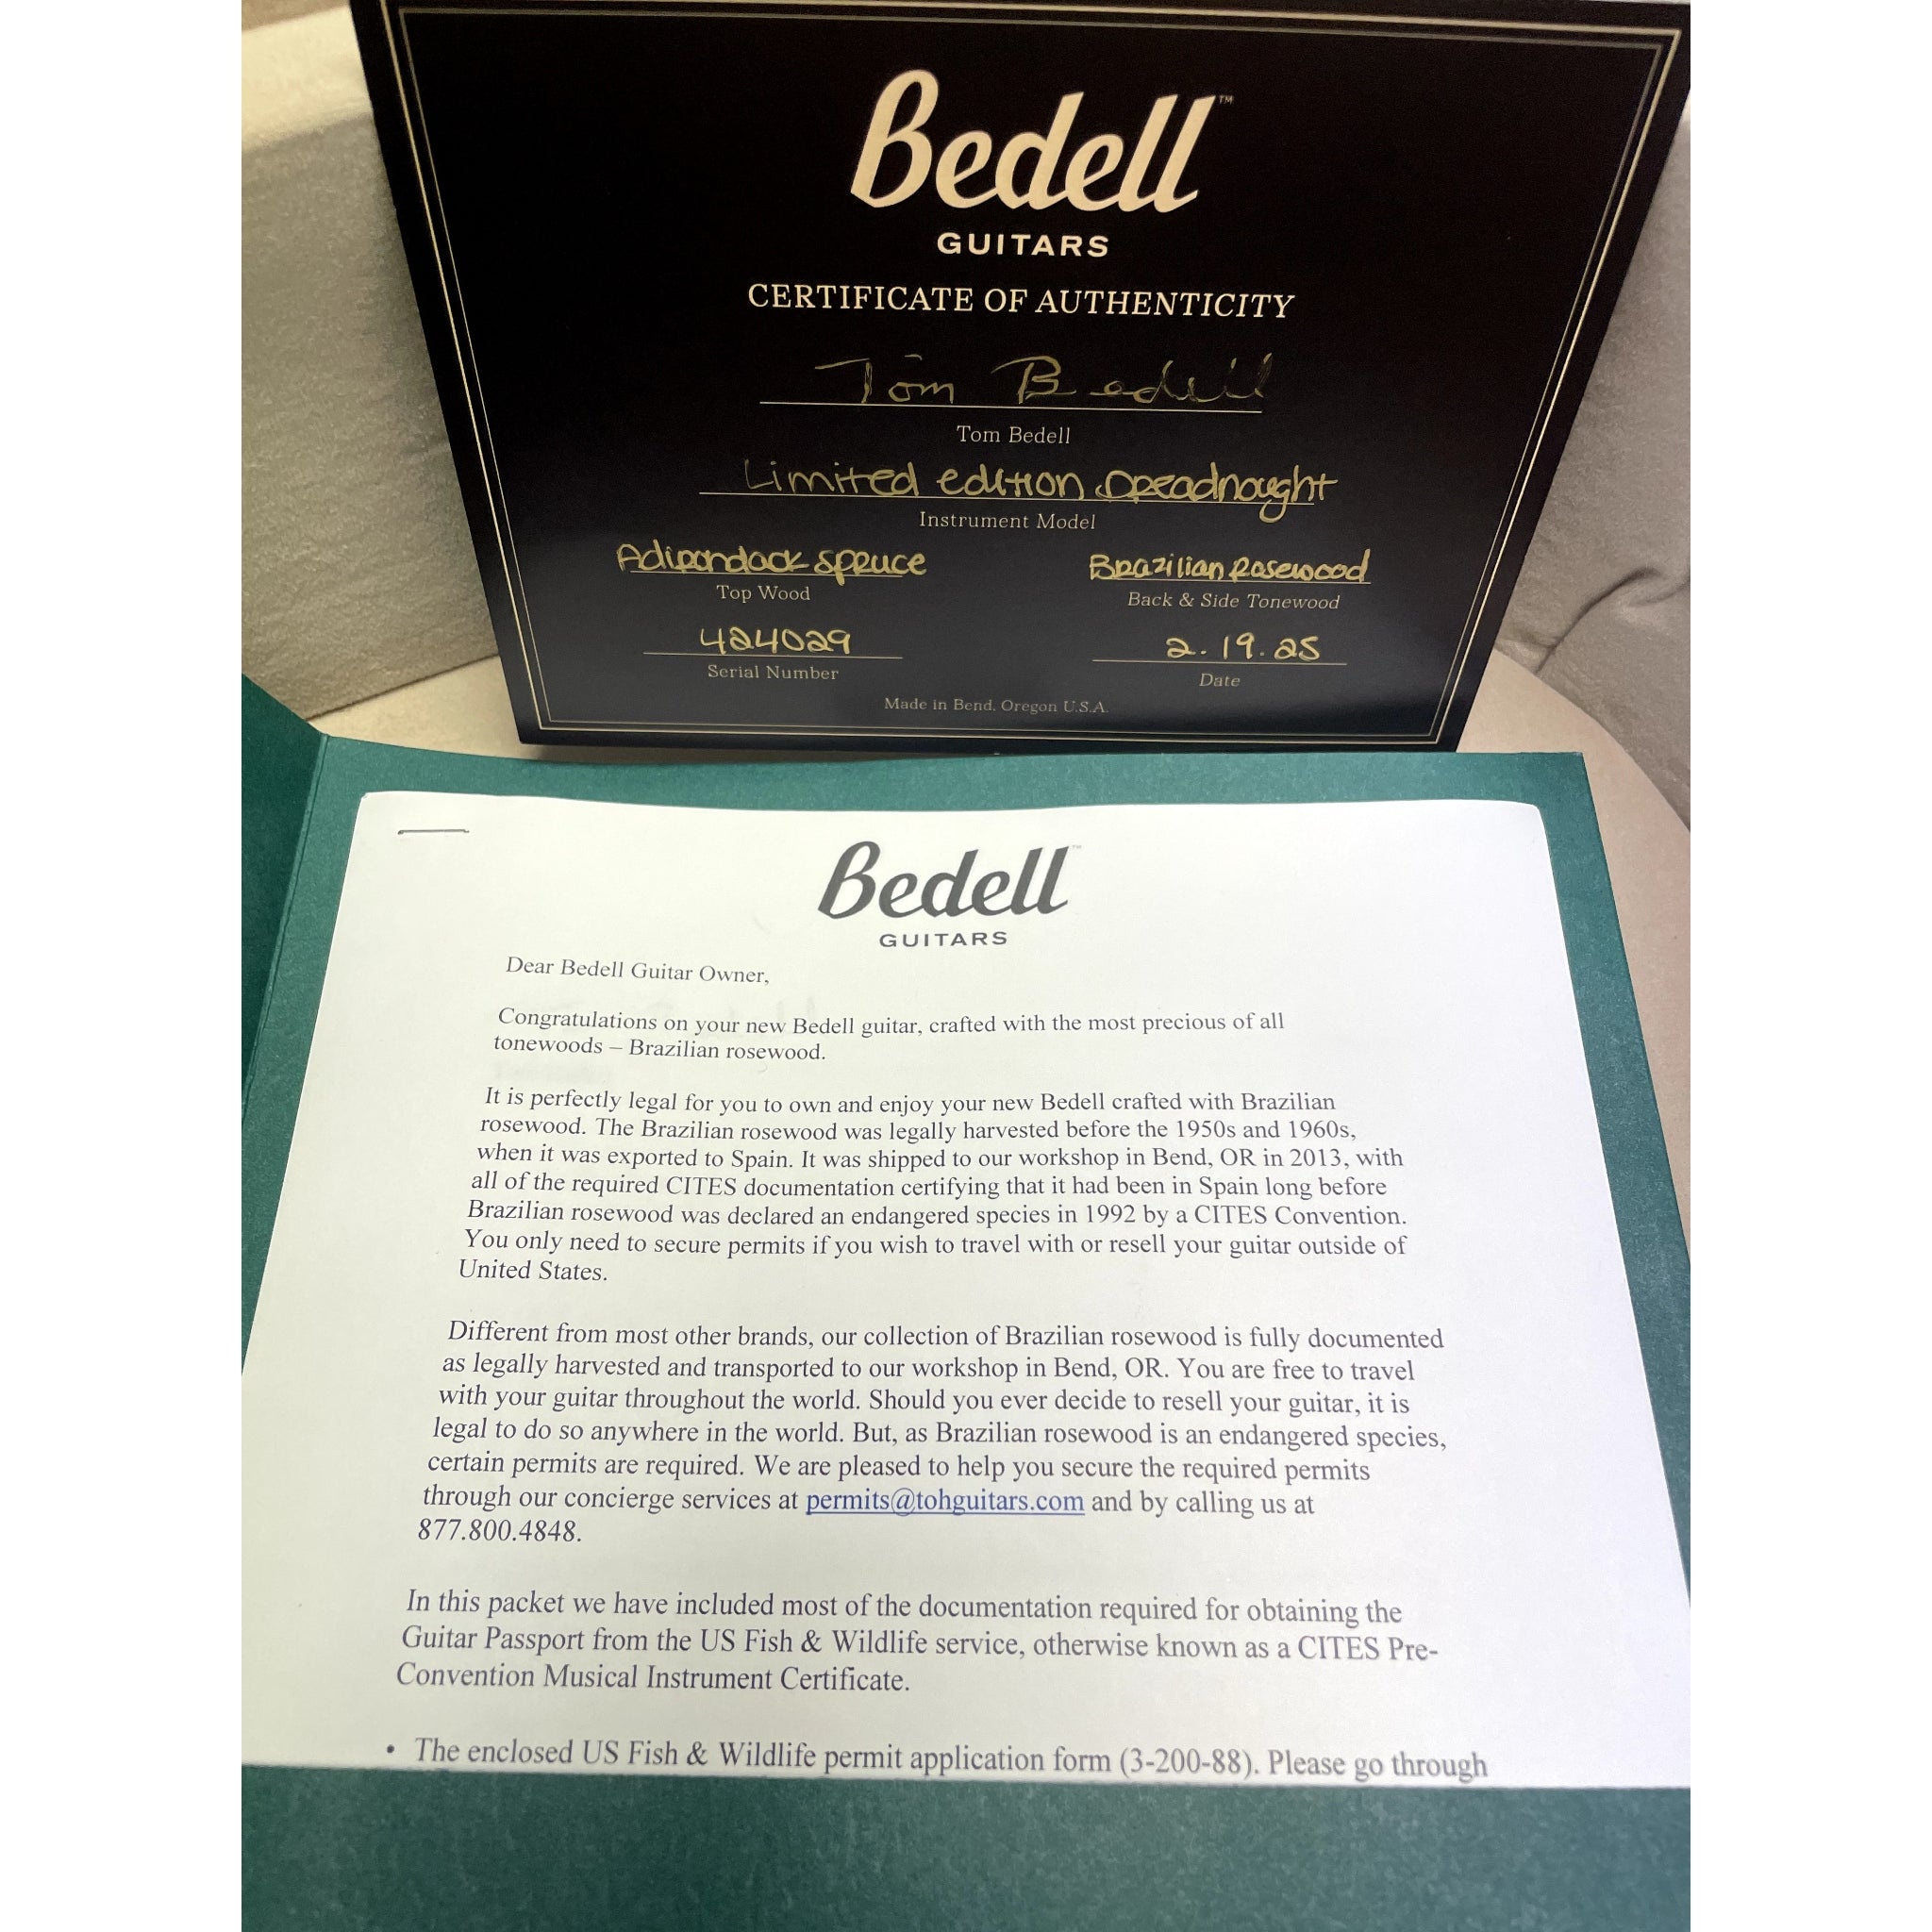 Bedell™
GUITARS
CERTIFICATE OF AUTHENTICITY
Tom Bedell
Tom Bedell
Limited edition Dreadnought
Instrument Model
Adirondack Spruce
Top Wood
Brazilian Rosewood
Back & Side Tonewood
424029
Serial Number
2.19.25
Date
Made in Bend, Oregon U.S.A.
Bedell™
GUITARS
Dear Bedell Guitar Owner,
Congratulations on your new Bedell guitar, crafted with the most precious of all
tonewoods – Brazilian rosewood.
It is perfectly legal for you to own and enjoy your new Bedell crafted with Brazilian
rosewood. The Brazilian rosewood was legally harvested before the 1950s and 1960s,
when it was exported to Spain. It was shipped to our workshop in Bend, OR in 2013, with
all of the required CITES documentation certifying that it had been in Spain long before
Brazilian rosewood was declared an endangered species in 1992 by a CITES Convention.
You only need to secure permits if you wish to travel with or resell your guitar outside of
United States.
Different from most other brands, our collection of Brazilian rosewood is fully documented
as legally harvested and transported to our workshop in Bend, OR. You are free to travel
with your guitar throughout the world. Should you ever decide to resell your guitar, it is
legal to do so anywhere in the world. But, as Brazilian rosewood is an endangered species,
certain permits are required. We are pleased to help you secure the required permits
through our concierge services at permits@tohguitars.com and by calling us at
877.800.4848.
In this packet we have included most of the documentation required for obtaining the
Guitar Passport from the US Fish & Wildlife service, otherwise known as a CITES Pre-
Convention Musical Instrument Certificate.
• The enclosed US Fish & Wildlife permit application form (3-200-88). Please go through